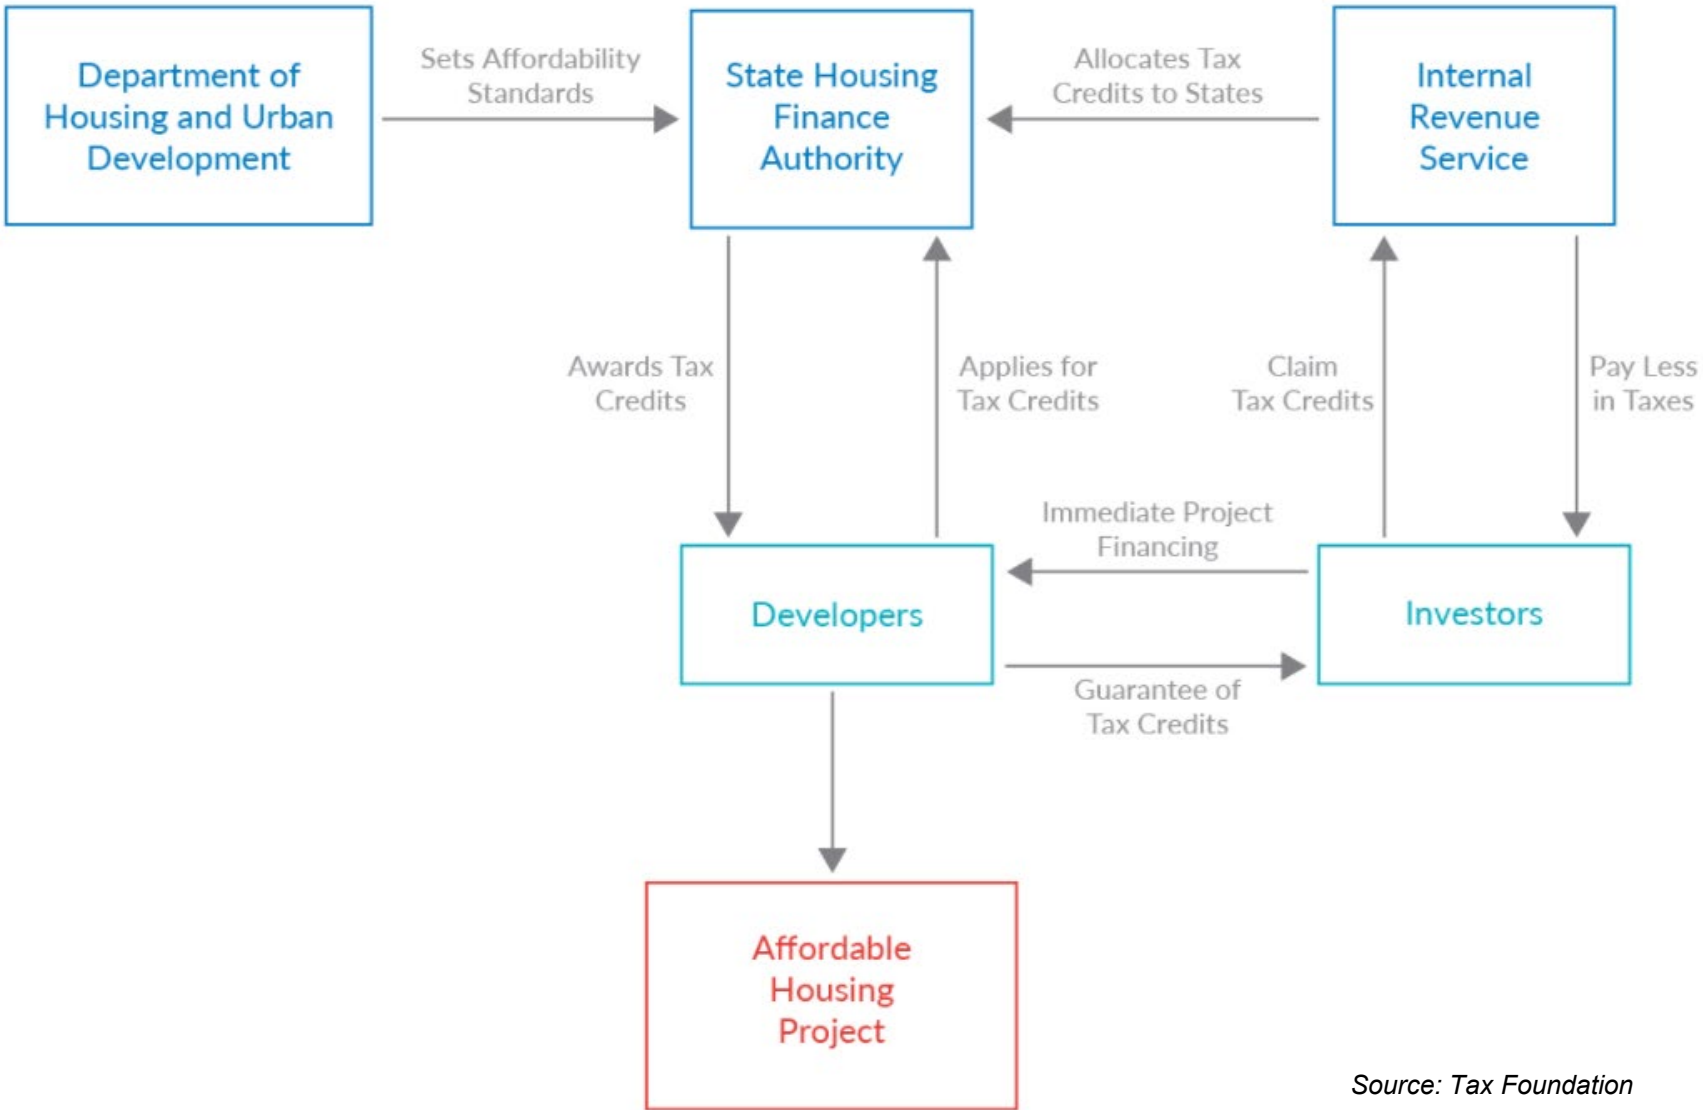 Department of
Housing and Urban
Development
Sets Affordability
Standards
State Housing
Finance
Authority
Allocates Tax
Credits to States
Internal
Revenue
Service
Awards Tax
Credits
Applies for
Tax Credits
Claim
Tax Credits
Pay Less
in Taxes
Immediate Project
Financing
Developers
Investors
Guarantee of
Tax Credits
Affordable
Housing
Project
Source: Tax Foundation